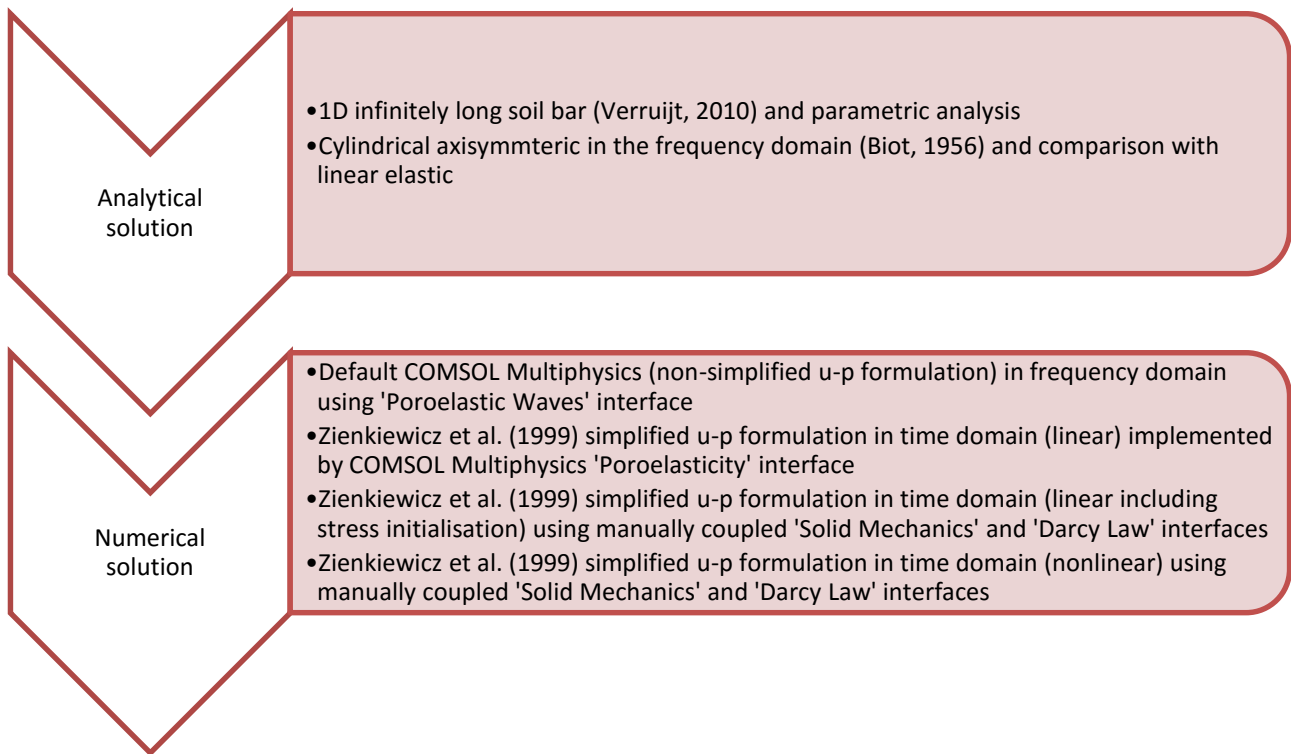 Analytical
solution
•1D infinitely long soil bar (Verruijt, 2010) and parametric analysis
•Cylindrical axisymmteric in the frequency domain (Biot, 1956) and comparison with
linear elastic
Numerical
solution
•Default COMSOL Multiphysics (non-simplified u-p formulation) in frequency domain
using 'Poroelastic Waves' interface
•Zienkiewicz et al. (1999) simplified u-p formulation in time domain (linear) implemented
by COMSOL Multiphysics 'Poroelasticity' interface
•Zienkiewicz et al. (1999) simplified u-p formulation in time domain (linear including
stress initialisation) using manually coupled 'Solid Mechanics' and 'Darcy Law' interfaces
•Zienkiewicz et al. (1999) simplified u-p formulation in time domain (nonlinear) using
manually coupled 'Solid Mechanics' and 'Darcy Law' interfaces